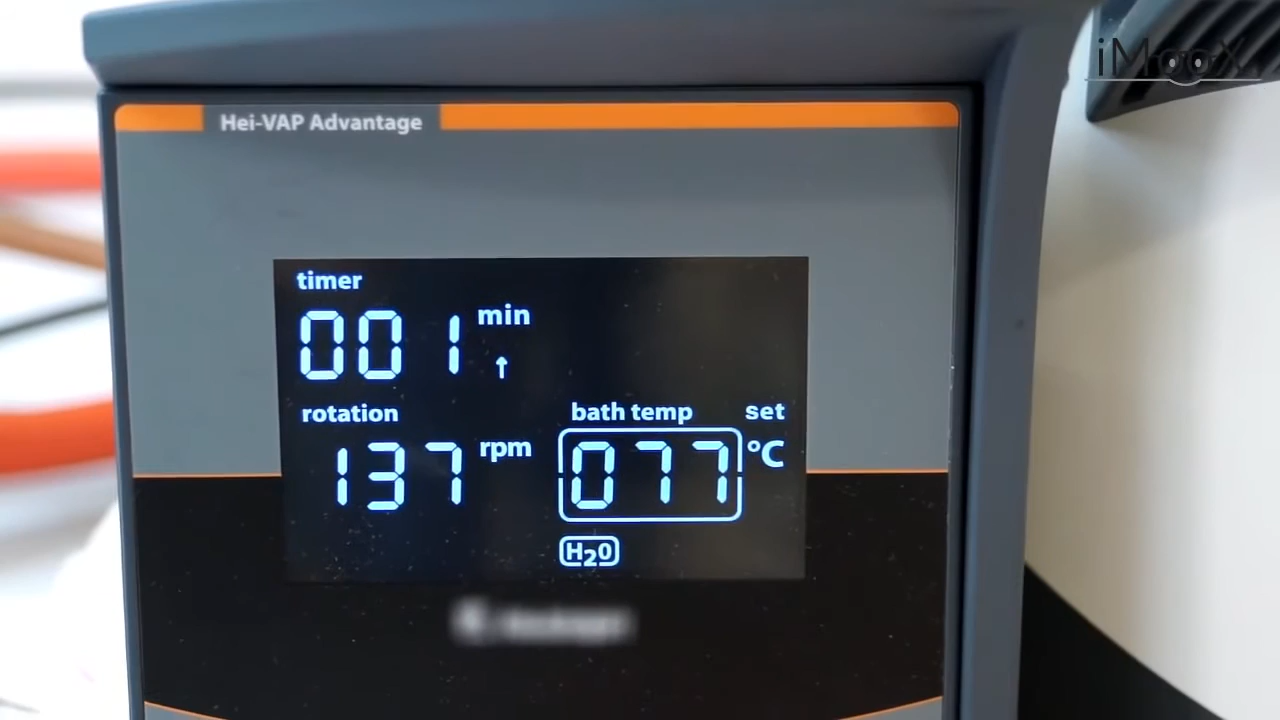 iMooX
Hei-VAP Advantage
timer
001 min
↑
rotation
bath temp set
137 rpm
077 °C
H2O